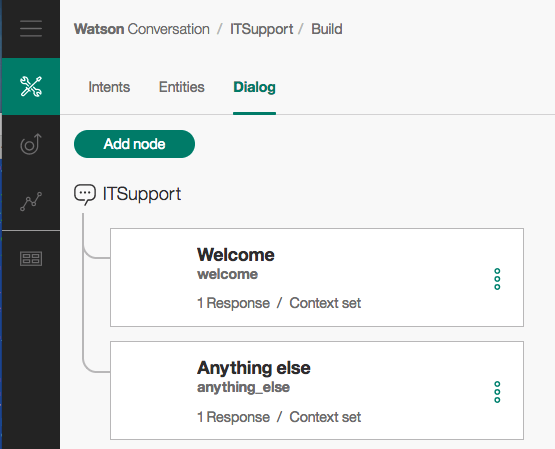 Watson Conversation / ITSupport / Build
Intents Entities Dialog
Add node
ITSupport
Welcome
welcome
1 Response / Context set
Anything else
anything_else
1 Response / Context set